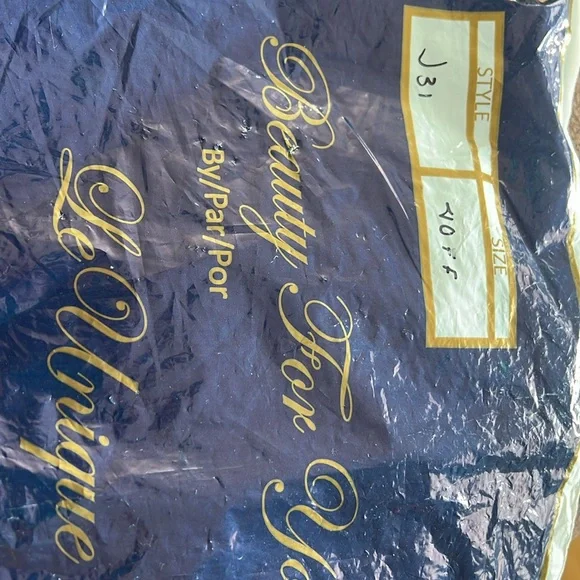 STYLE SIZE
J31
Beauty For Yo
By/Par/Por
Le Unique